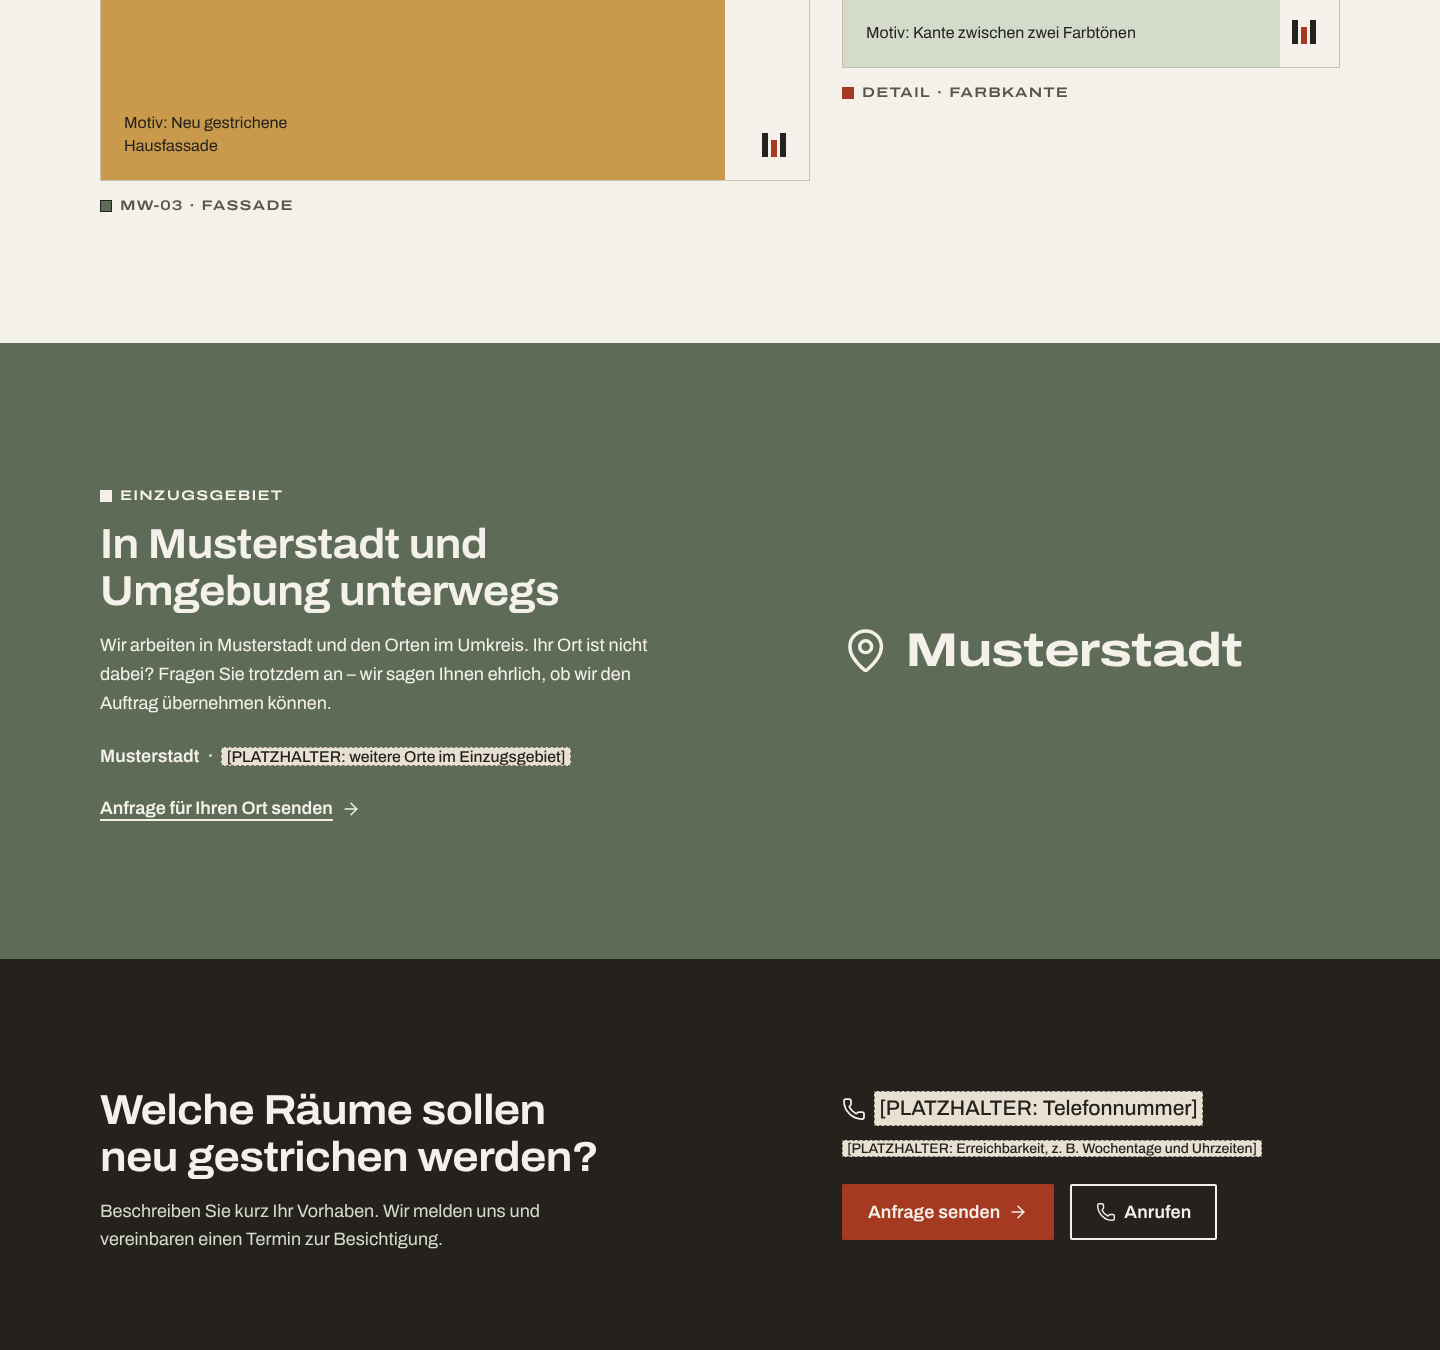 Motiv: Neu gestrichene
Hausfassade
MW-03 · FASSADE
Motiv: Kante zwischen zwei Farbtönen
DETAIL · FARBKANTE
EINZUGSGEBIET
In Musterstadt und
Umgebung unterwegs
Wir arbeiten in Musterstadt und den Orten im Umkreis. Ihr Ort ist nicht
dabei? Fragen Sie trotzdem an – wir sagen Ihnen ehrlich, ob wir den
Auftrag übernehmen können.
Musterstadt · [PLATZHALTER: weitere Orte im Einzugsgebiet]
Anfrage für Ihren Ort senden
Musterstadt
Welche Räume sollen
neu gestrichen werden?
Beschreiben Sie kurz Ihr Vorhaben. Wir melden uns und
vereinbaren einen Termin zur Besichtigung.
[PLATZHALTER: Telefonnummer]
[PLATZHALTER: Erreichbarkeit, z. B. Wochentage und Uhrzeiten]
Anfrage senden
Anrufen